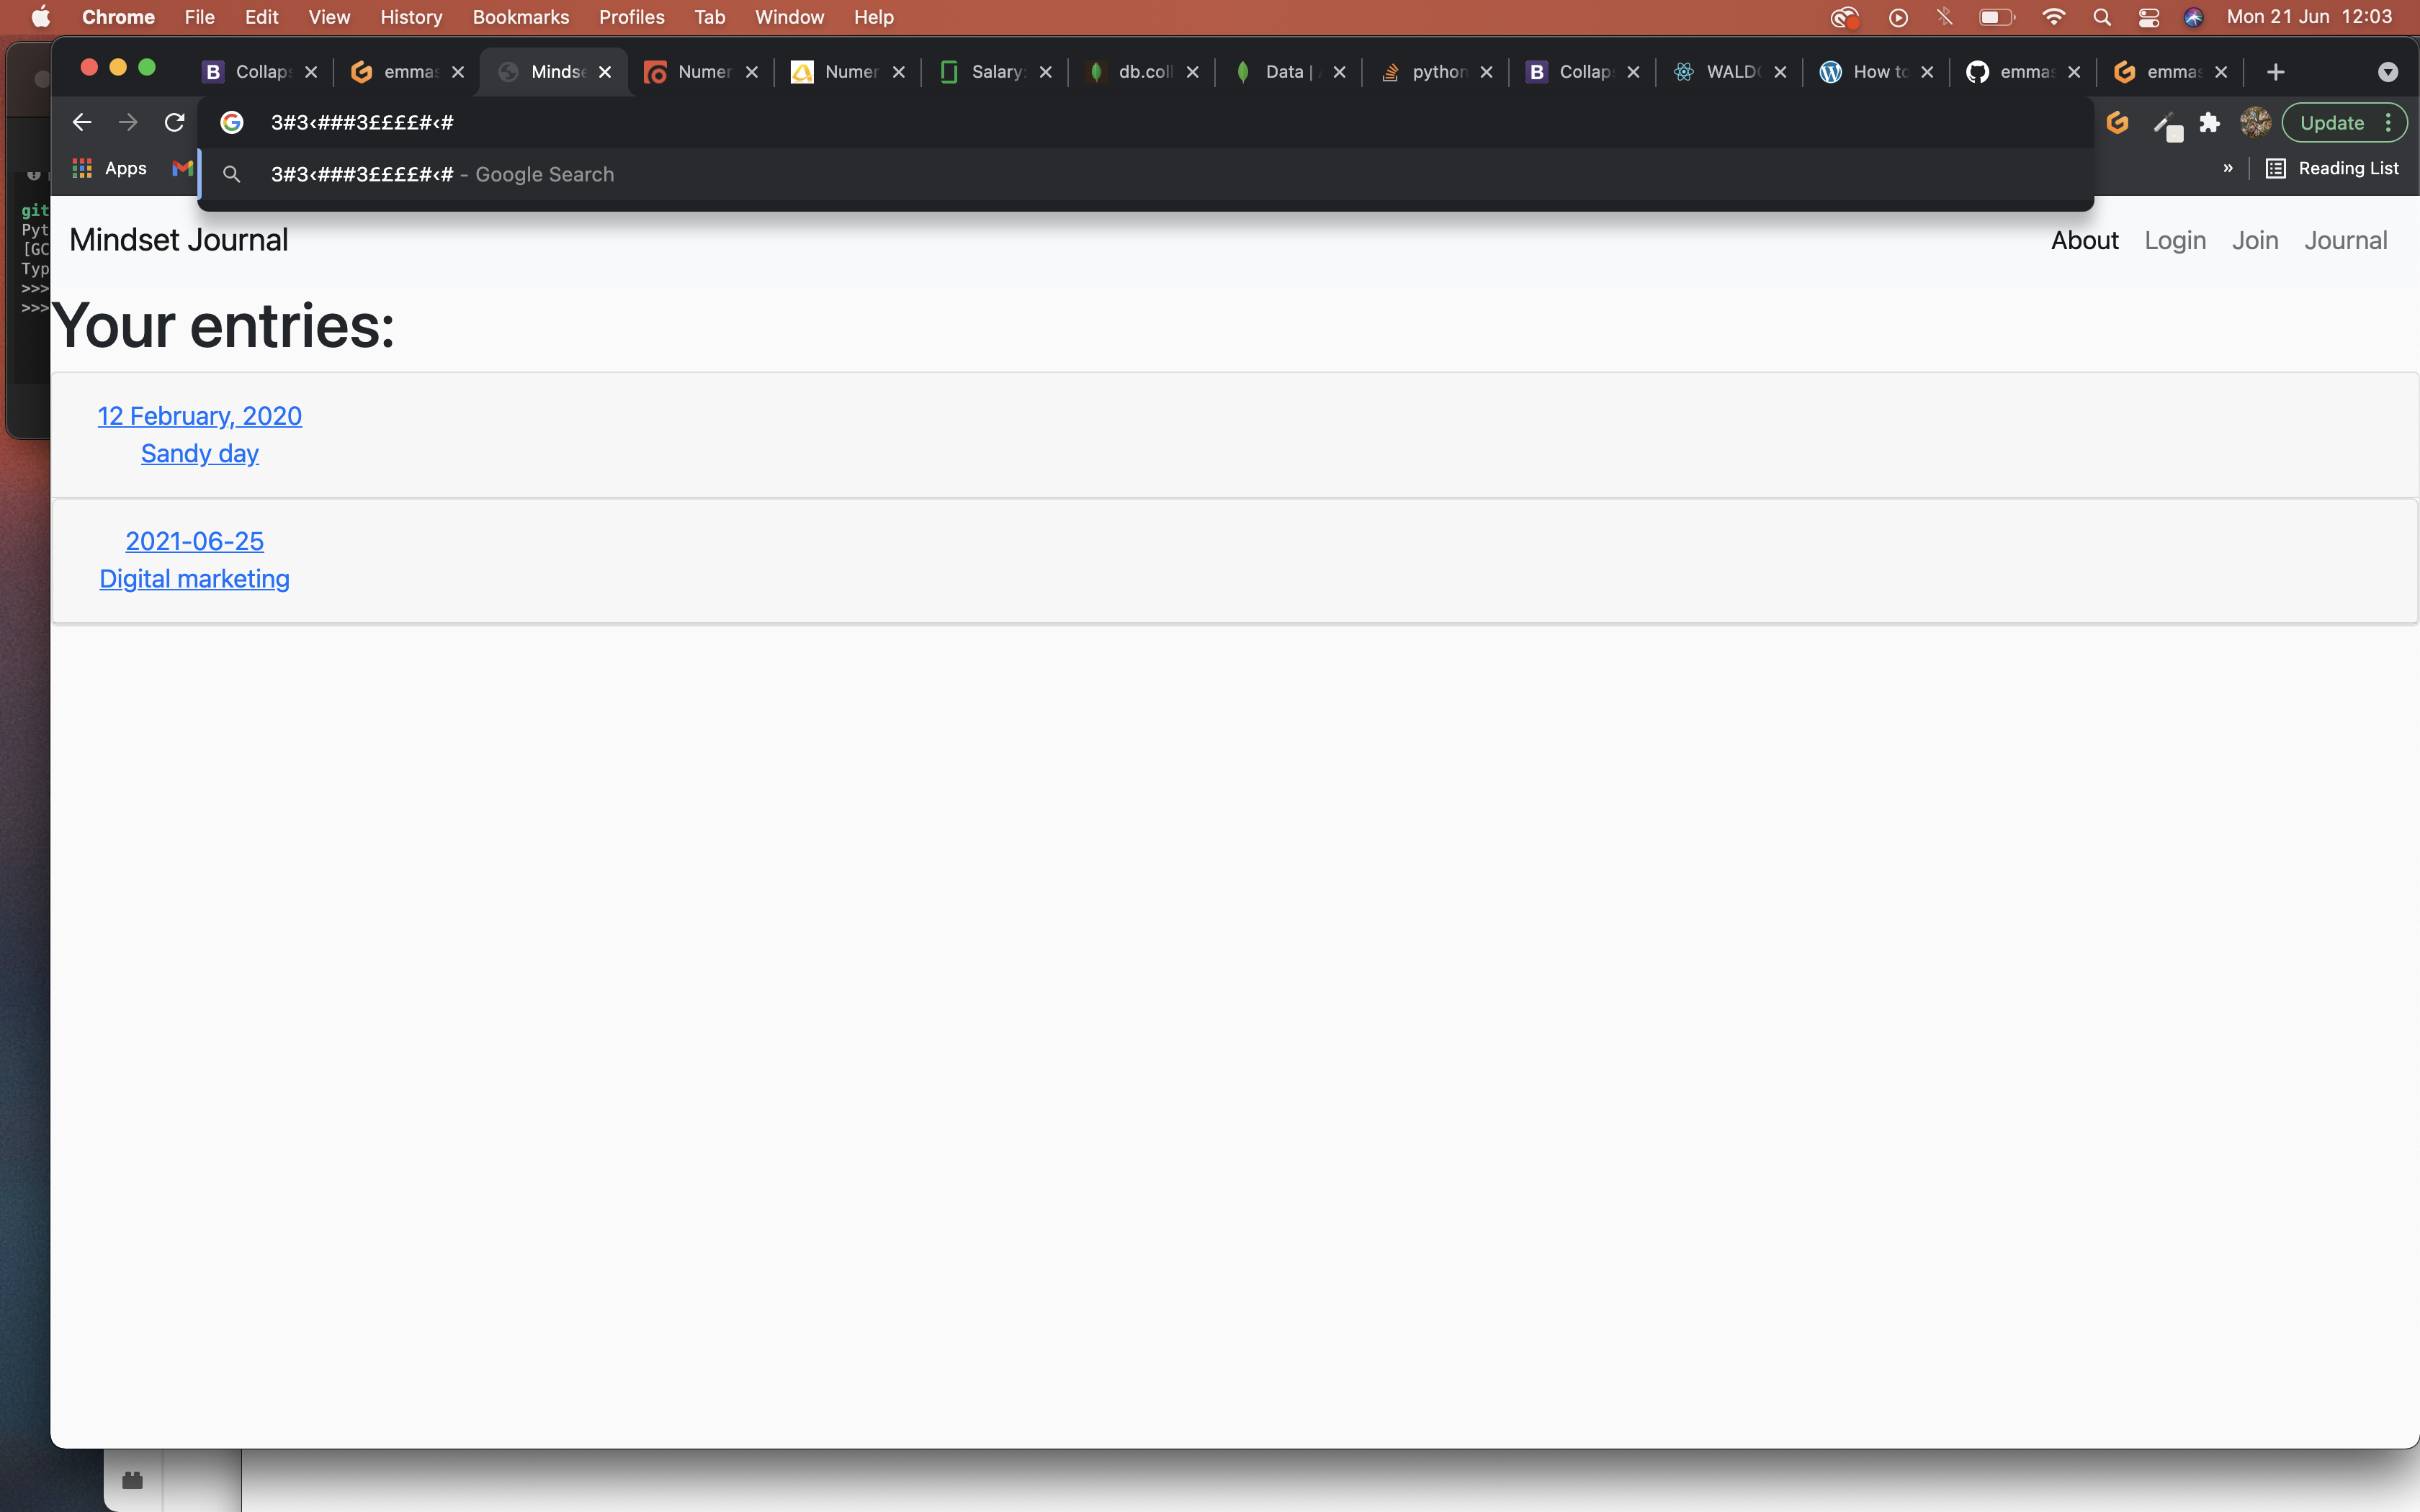 Chrome File Edit View History Bookmarks Profiles Tab Window Help Mon 21 Jun 12:03
Collaps emmas Mindse Numer Numer Salary: db.coll Data | python Collaps WALDO How to emmas emmas
3#3‹###3££££#‹# Update
Apps 3#3‹###3££££#‹# - Google Search » Reading List
git
Pyt
[GC
Typ
>>>
>>>
Mindset Journal About Login Join Journal
Your entries:
12 February, 2020
Sandy day
2021-06-25
Digital marketing